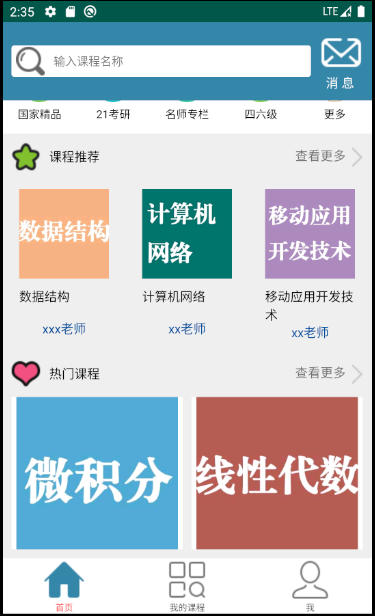 2:35
LTE
输入课程名称
消息
国家精品
21考研
名师专栏
四六级
更多
课程推荐
查看更多
数据结构
计算机
网络
移动应用
开发技术
数据结构
计算机网络
移动应用开发技
术
xxx老师
xx老师
xx老师
热门课程
查看更多
微积分
线性代数
首页
我的课程
我